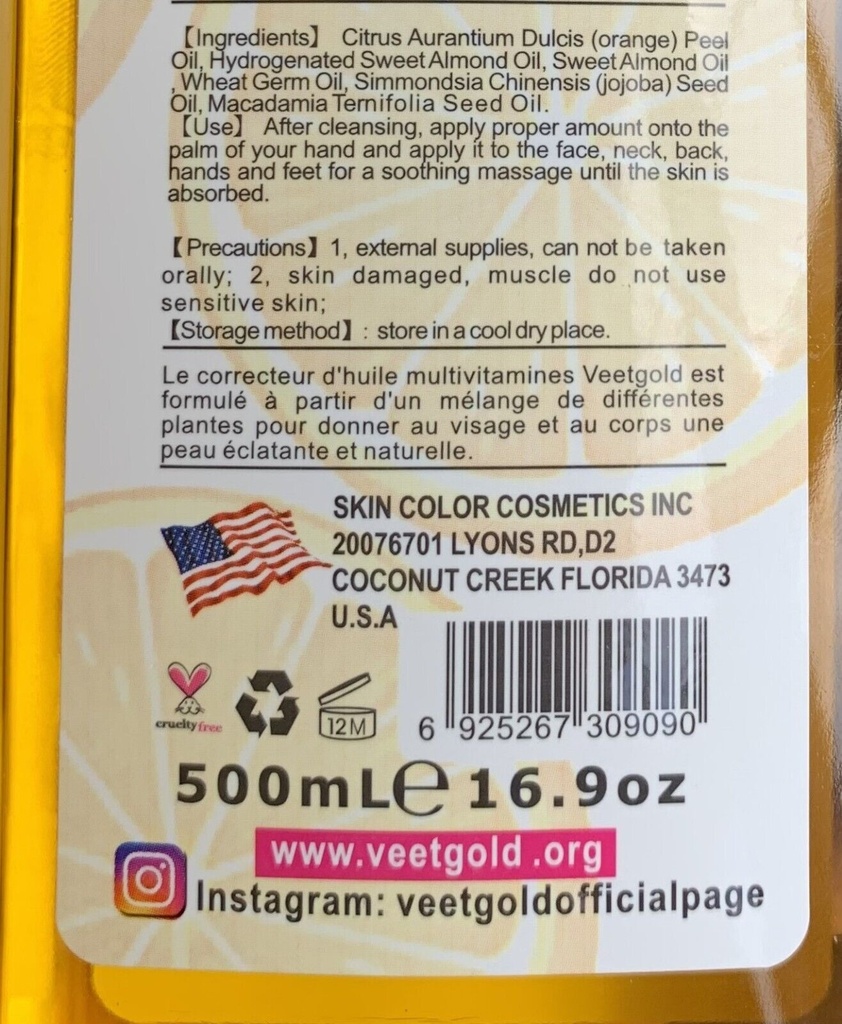 【Ingredients】 Citrus Aurantium Dulcis (orange) Peel
Oil, Hydrogenated Sweet Almond Oil, Sweet Almond Oil
, Wheat Germ Oil, Simmondsia Chinensis (jojoba) Seed
Oil, Macadamia Ternifolia Seed Oil.
【Use】 After cleansing, apply proper amount onto the
palm of your hand and apply it to the face, neck, back,
hands and feet for a soothing massage until the skin is
absorbed.
【Precautions】 1, external supplies, can not be taken
orally; 2, skin damaged, muscle do not use
sensitive skin;
【Storage method】 : store in a cool dry place.
Le correcteur d'huile multivitamines Veetgold est
formulé à partir d'un mélange de différentes
plantes pour donner au visage et au corps une
peau éclatante et naturelle.
SKIN COLOR COSMETICS INC
20076701 LYONS RD,D2
COCONUT CREEK FLORIDA 3473
U.S.A
crueltyfree
12M
6 925267 309090
500mLe 16.9oz
www.veetgold .org
Instagram: veetgoldofficialpage